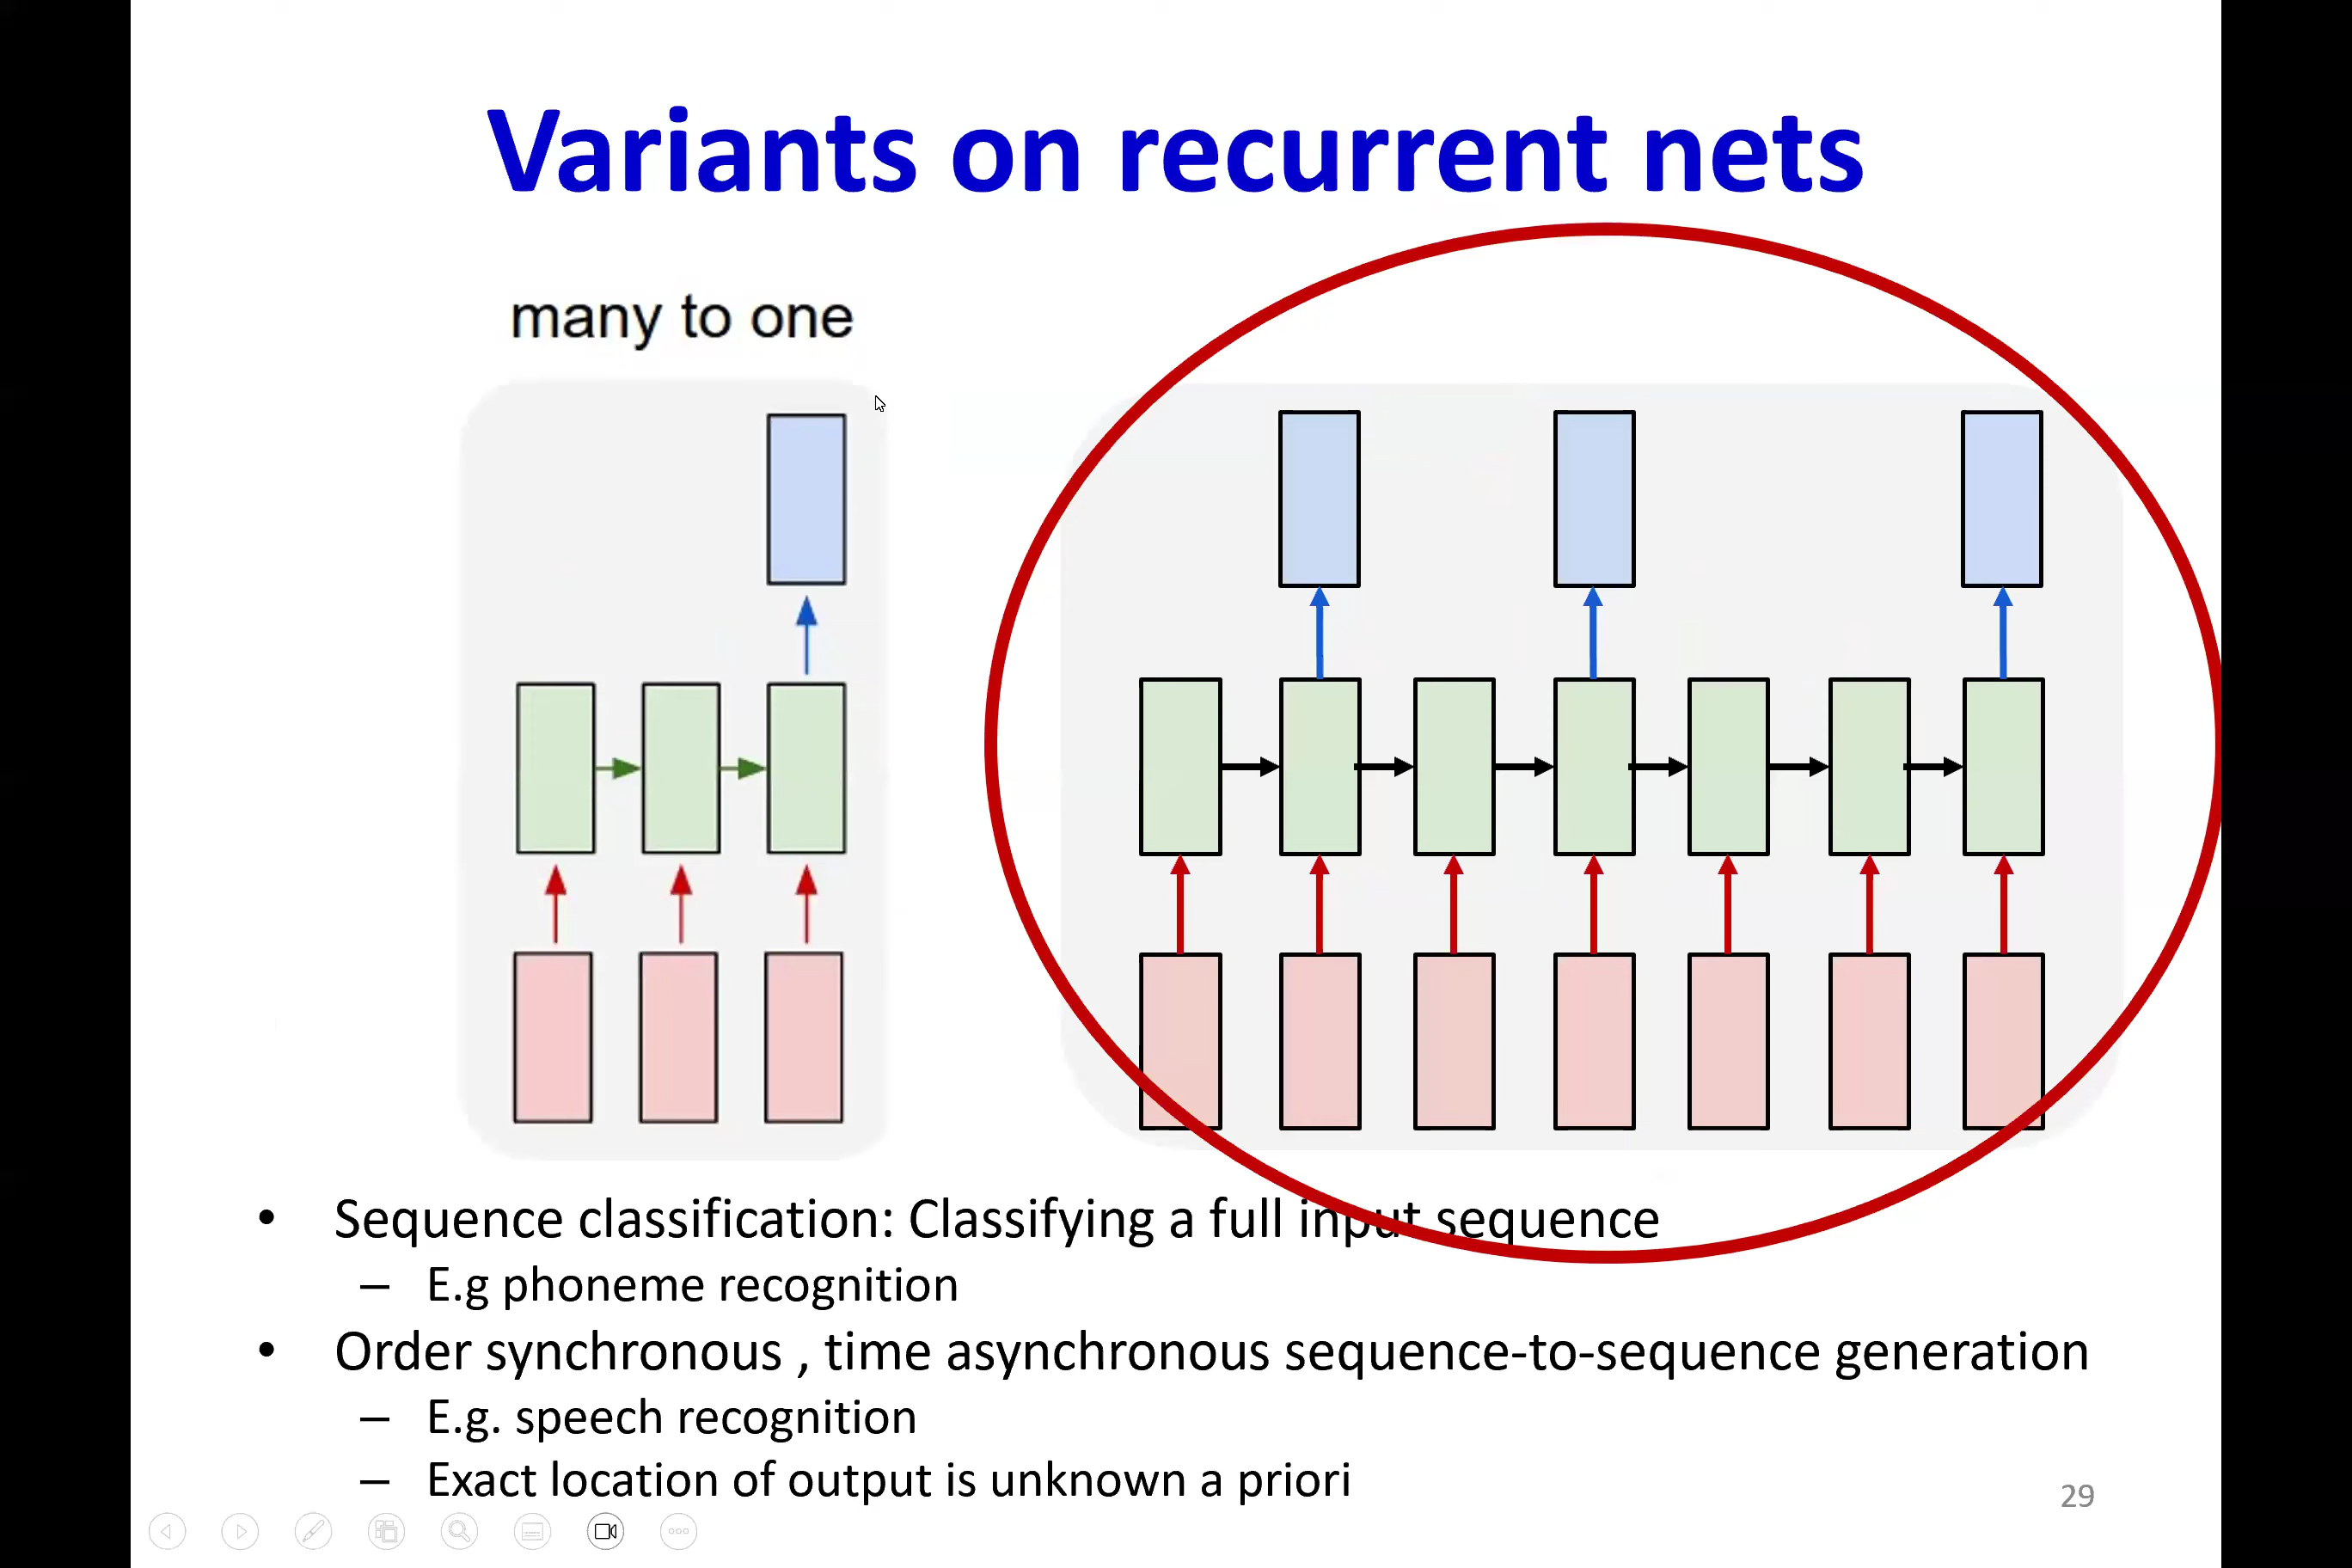 Variants on recurrent nets
many to one
• Sequence classification: Classifying a full input sequence
– E.g phoneme recognition
• Order synchronous , time asynchronous sequence-to-sequence generation
– E.g. speech recognition
– Exact location of output is unknown a priori
29